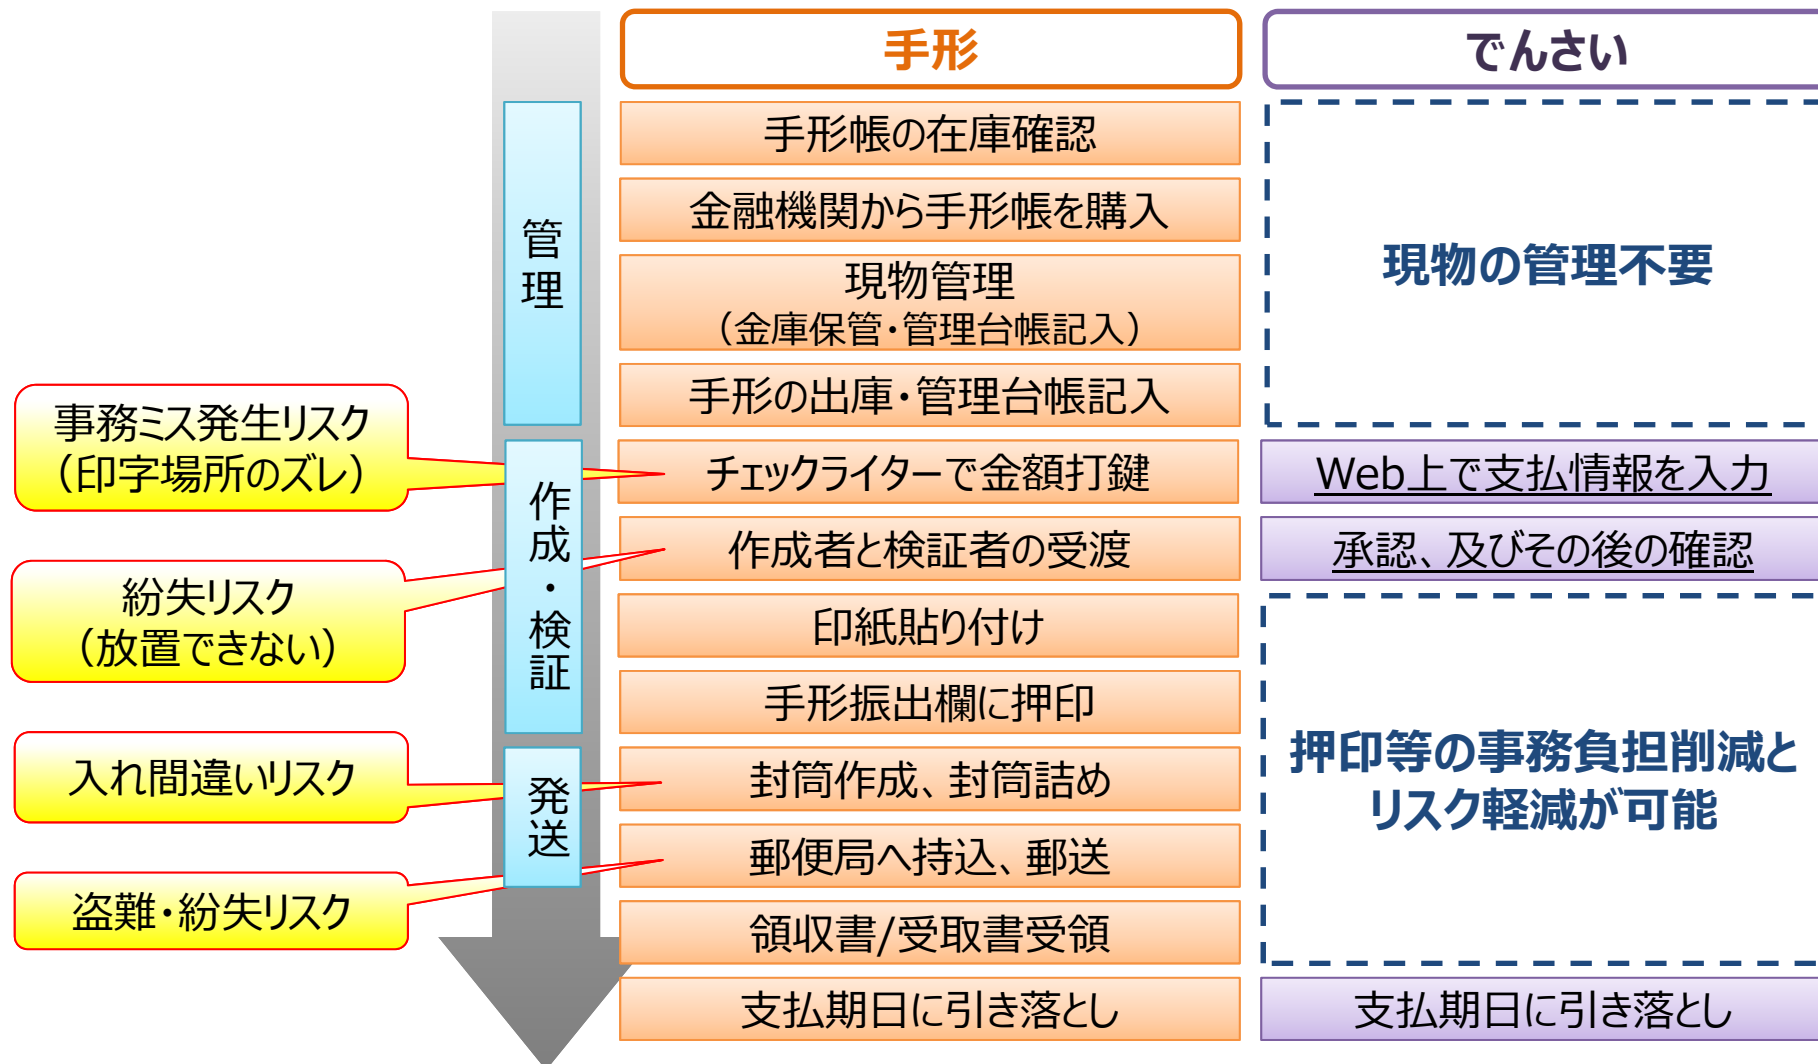 手形
でんさい
管理
手形帳の在庫確認
金融機関から手形帳を購入
現物管理
（金庫保管・管理台帳記入）
手形の出庫・管理台帳記入
現物の管理不要
事務ミス発生リスク
（印字場所のズレ）
紛失リスク
（放置できない）
作成・検証
チェックライターで金額打鍵
Web上で支払情報を入力
作成者と検証者の受渡
承認、及びその後の確認
印紙貼り付け
手形振出欄に押印
入れ間違いリスク
盗難・紛失リスク
発送
封筒作成、封筒詰め
郵便局へ持込、郵送
領収書/受取書受領
押印等の事務負担削減と
リスク軽減が可能
支払期日に引き落とし
支払期日に引き落とし